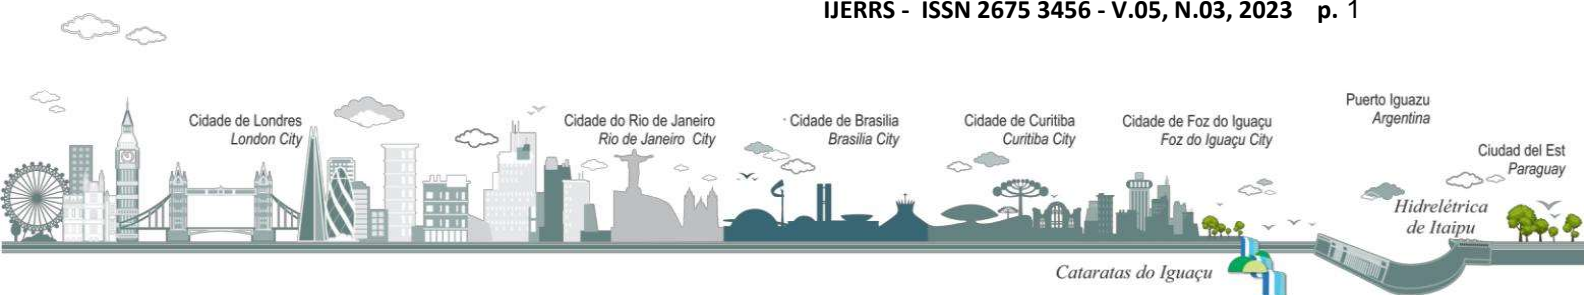 IJERRS - ISSN 2675 3456 - V.05, N.03, 2023 p. 1
Cidade de Londres
London City
Cidade do Rio de Janeiro
Rio de Janeiro City
Cidade de Brasilia
Brasilia City
Cidade de Curitiba
Curitiba City
Cidade de Foz do Iguaçu
Foz do Iguaçu City
Puerto Iguazu
Argentina
Ciudad del Est
Paraguay
Hidrelétrica
de Itaipu
Cataratas do Iguaçu